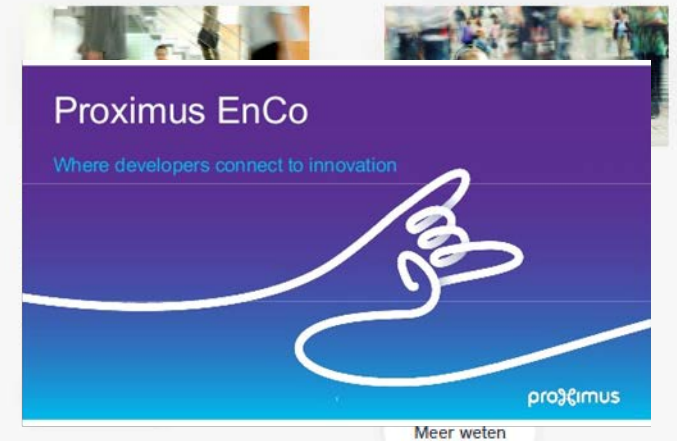 Proximus EnCo
Where developers connect to innovation
proximus
Meer weten